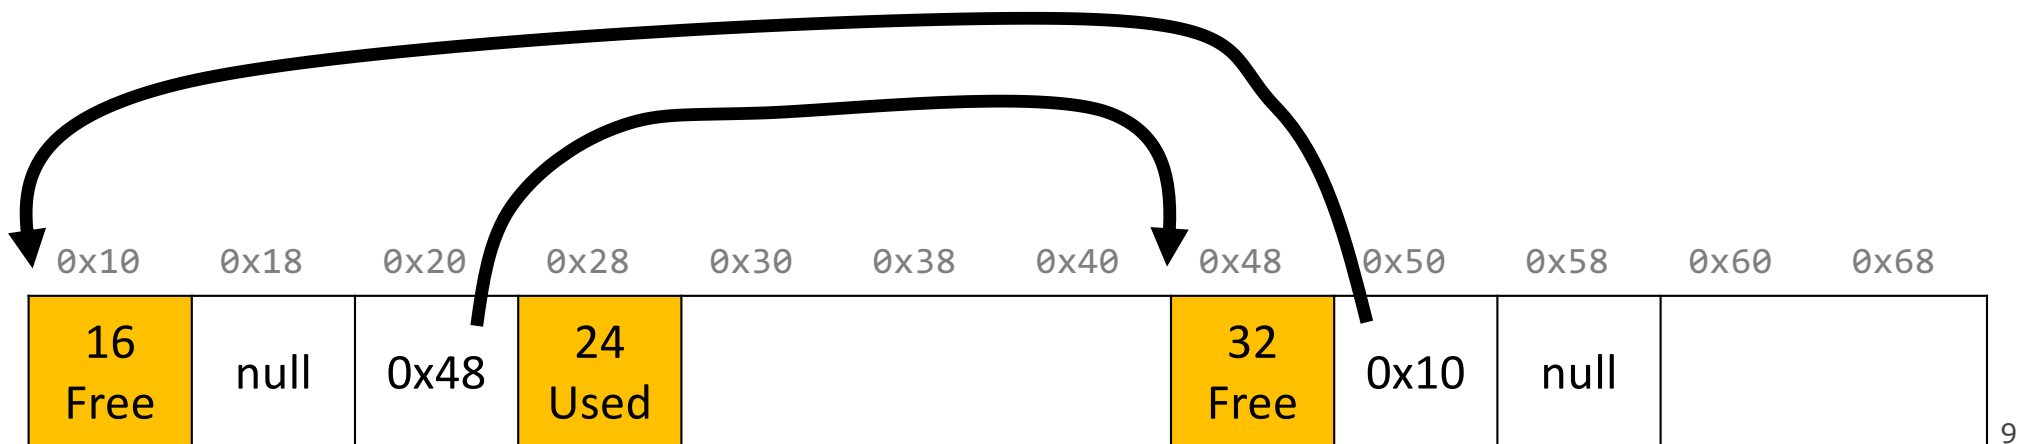 0x10 0x18 0x20 0x28 0x30 0x38 0x40 0x48 0x50 0x58 0x60 0x68
16 24 32
null 0x48 0x10 null
Free Used Free
9